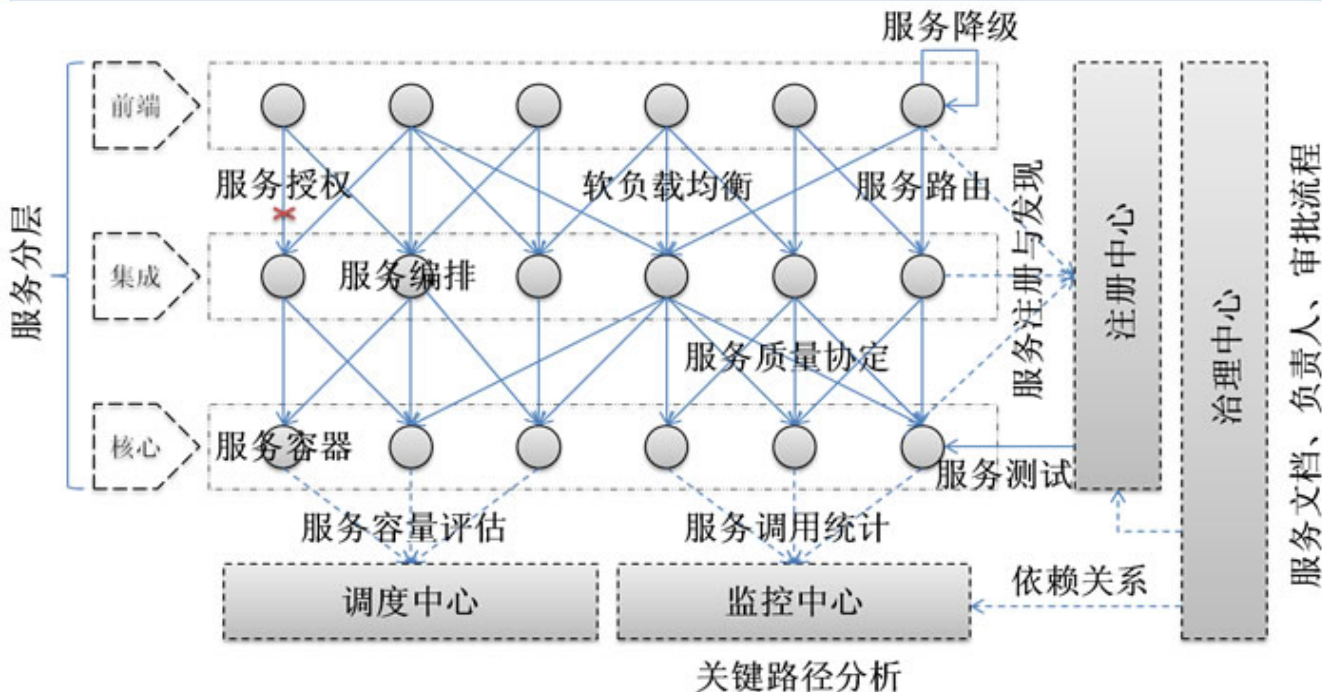 服务降级
前端
服务授权
软负载均衡
服务路由
服务分层
集成
服务编排
服务注册与发现
注册中心
治理中心
服务文档、负责人、审批流程
服务质量协定
核心
服务容器
服务测试
服务容量评估
服务调用统计
调度中心
监控中心
依赖关系
关键路径分析